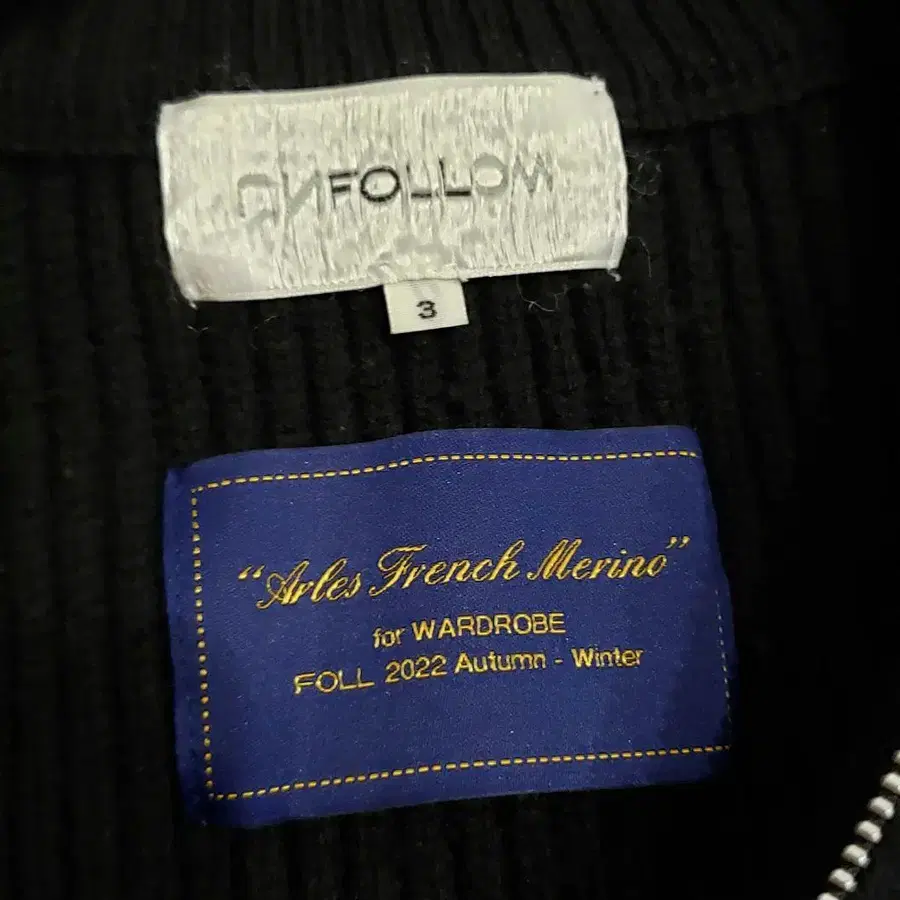 UNFOLLOW
3
"Arles French Merino"
for WARDROBE
FOLL 2022 Autumn - Winter